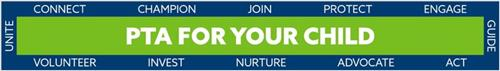 CONNECT CHAMPION JOIN PROTECT ENGAGE
UNITE
PTA FOR YOUR CHILD
GUIDE
VOLUNTEER INVEST NURTURE ADVOCATE ACT